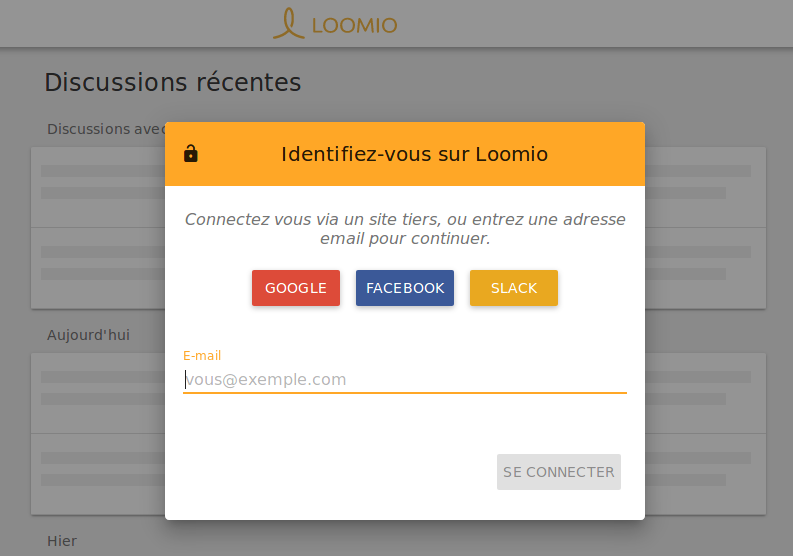 LOOMIO
Discussions récentes
Discussions avec
Identifiez-vous sur Loomio
Connectez vous via un site tiers, ou entrez une adresse
email pour continuer.
GOOGLE
FACEBOOK
SLACK
Aujourd'hui
E-mail
vous@exemple.com
SE CONNECTER
Hier